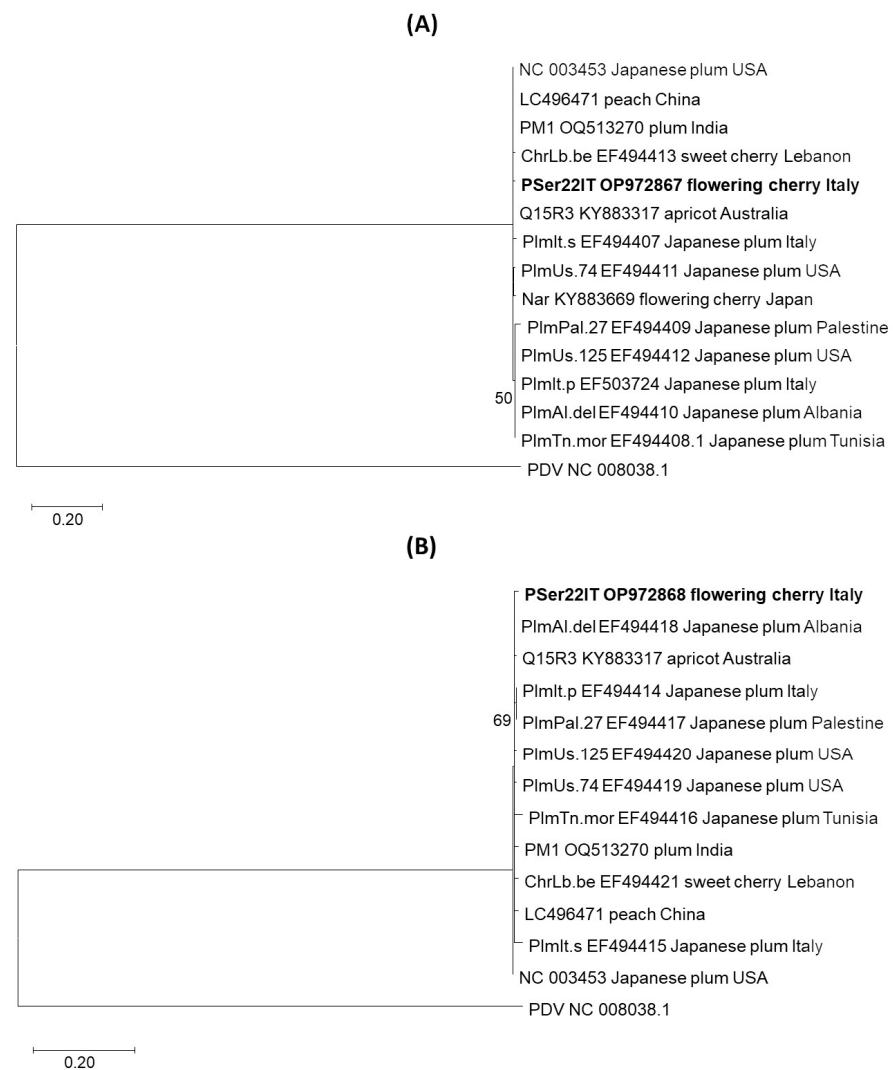 (A)
NC 003453 Japanese plum USA
LC496471 peach China
PM1 OQ513270 plum India
ChrLb.be EF494413 sweet cherry Lebanon
PSer22IT OP972867 flowering cherry Italy
Q15R3 KY883317 apricot Australia
PlmIt.s EF494407 Japanese plum Italy
PlmUs.74 EF494411 Japanese plum USA
Nar KY883669 flowering cherry Japan
PlmPal.27 EF494409 Japanese plum Palestine
PlmUs.125 EF494412 Japanese plum USA
PlmIt.p EF503724 Japanese plum Italy
50
PlmAl.del EF494410 Japanese plum Albania
PlmTn.mor EF494408.1 Japanese plum Tunisia
PDV NC 008038.1
0.20
(B)
PSer22IT OP972868 flowering cherry Italy
PlmAl.del EF494418 Japanese plum Albania
Q15R3 KY883317 apricot Australia
PlmIt.p EF494414 Japanese plum Italy
69
PlmPal.27 EF494417 Japanese plum Palestine
PlmUs.125 EF494420 Japanese plum USA
PlmUs.74 EF494419 Japanese plum USA
PlmTn.mor EF494416 Japanese plum Tunisia
PM1 OQ513270 plum India
ChrLb.be EF494421 sweet cherry Lebanon
LC496471 peach China
PlmIt.s EF494415 Japanese plum Italy
NC 003453 Japanese plum USA
PDV NC 008038.1
0.20